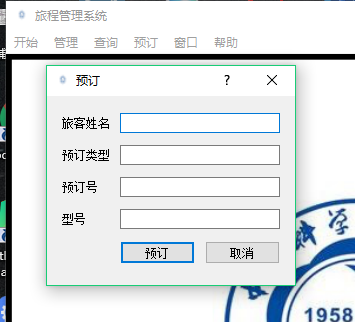 旅程管理系统
开始 管理 查询 预订 窗口 帮助
预订 ?
旅客姓名
预订类型
预订号
型号
预订 取消
学
1958